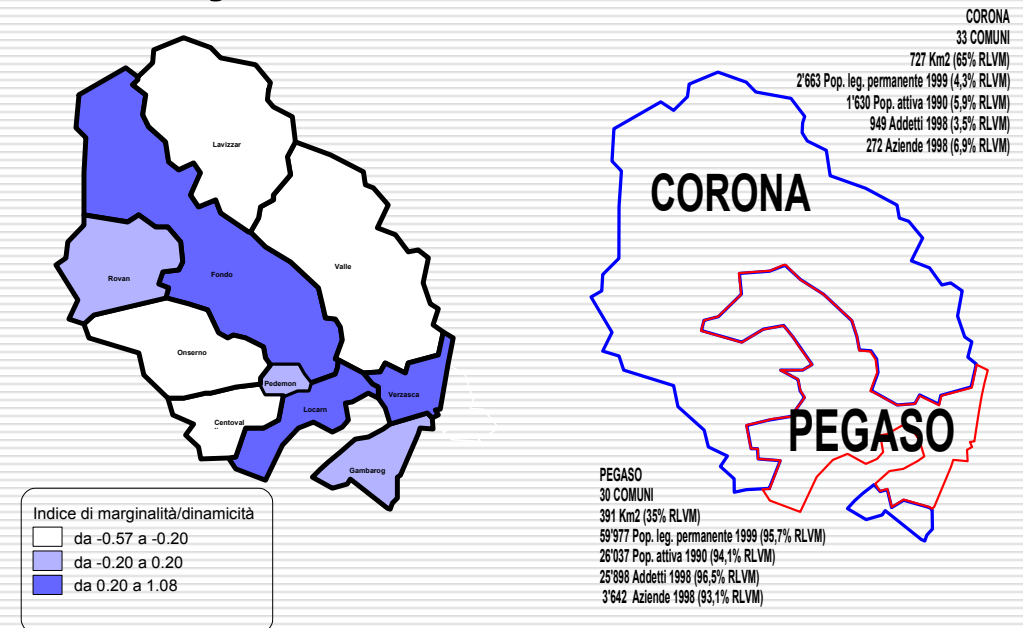 Lavizzar
Rovan
Fondo
Valle
Onserno
Pedemon
Verzasca
Locarn
Centoval
Gambarog
Indice di marginalità/dinamicità
da -0.57 a -0.20
da -0.20 a 0.20
da 0.20 a 1.08
CORONA
33 COMUNI
727 Km2 (65% RLVM)
2'663 Pop. leg. permanente 1999 (4,3% RLVM)
1'630 Pop. attiva 1990 (5,9% RLVM)
949 Addetti 1998 (3,5% RLVM)
272 Aziende 1998 (6,9% RLVM)
CORONA
PEGASO
PEGASO
30 COMUNI
391 Km2 (35% RLVM)
59'977 Pop. leg. permanente 1999 (95,7% RLVM)
26'037 Pop. attiva 1990 (94,1% RLVM)
25'898 Addetti 1998 (96,5% RLVM)
3'642 Aziende 1998 (93,1% RLVM)